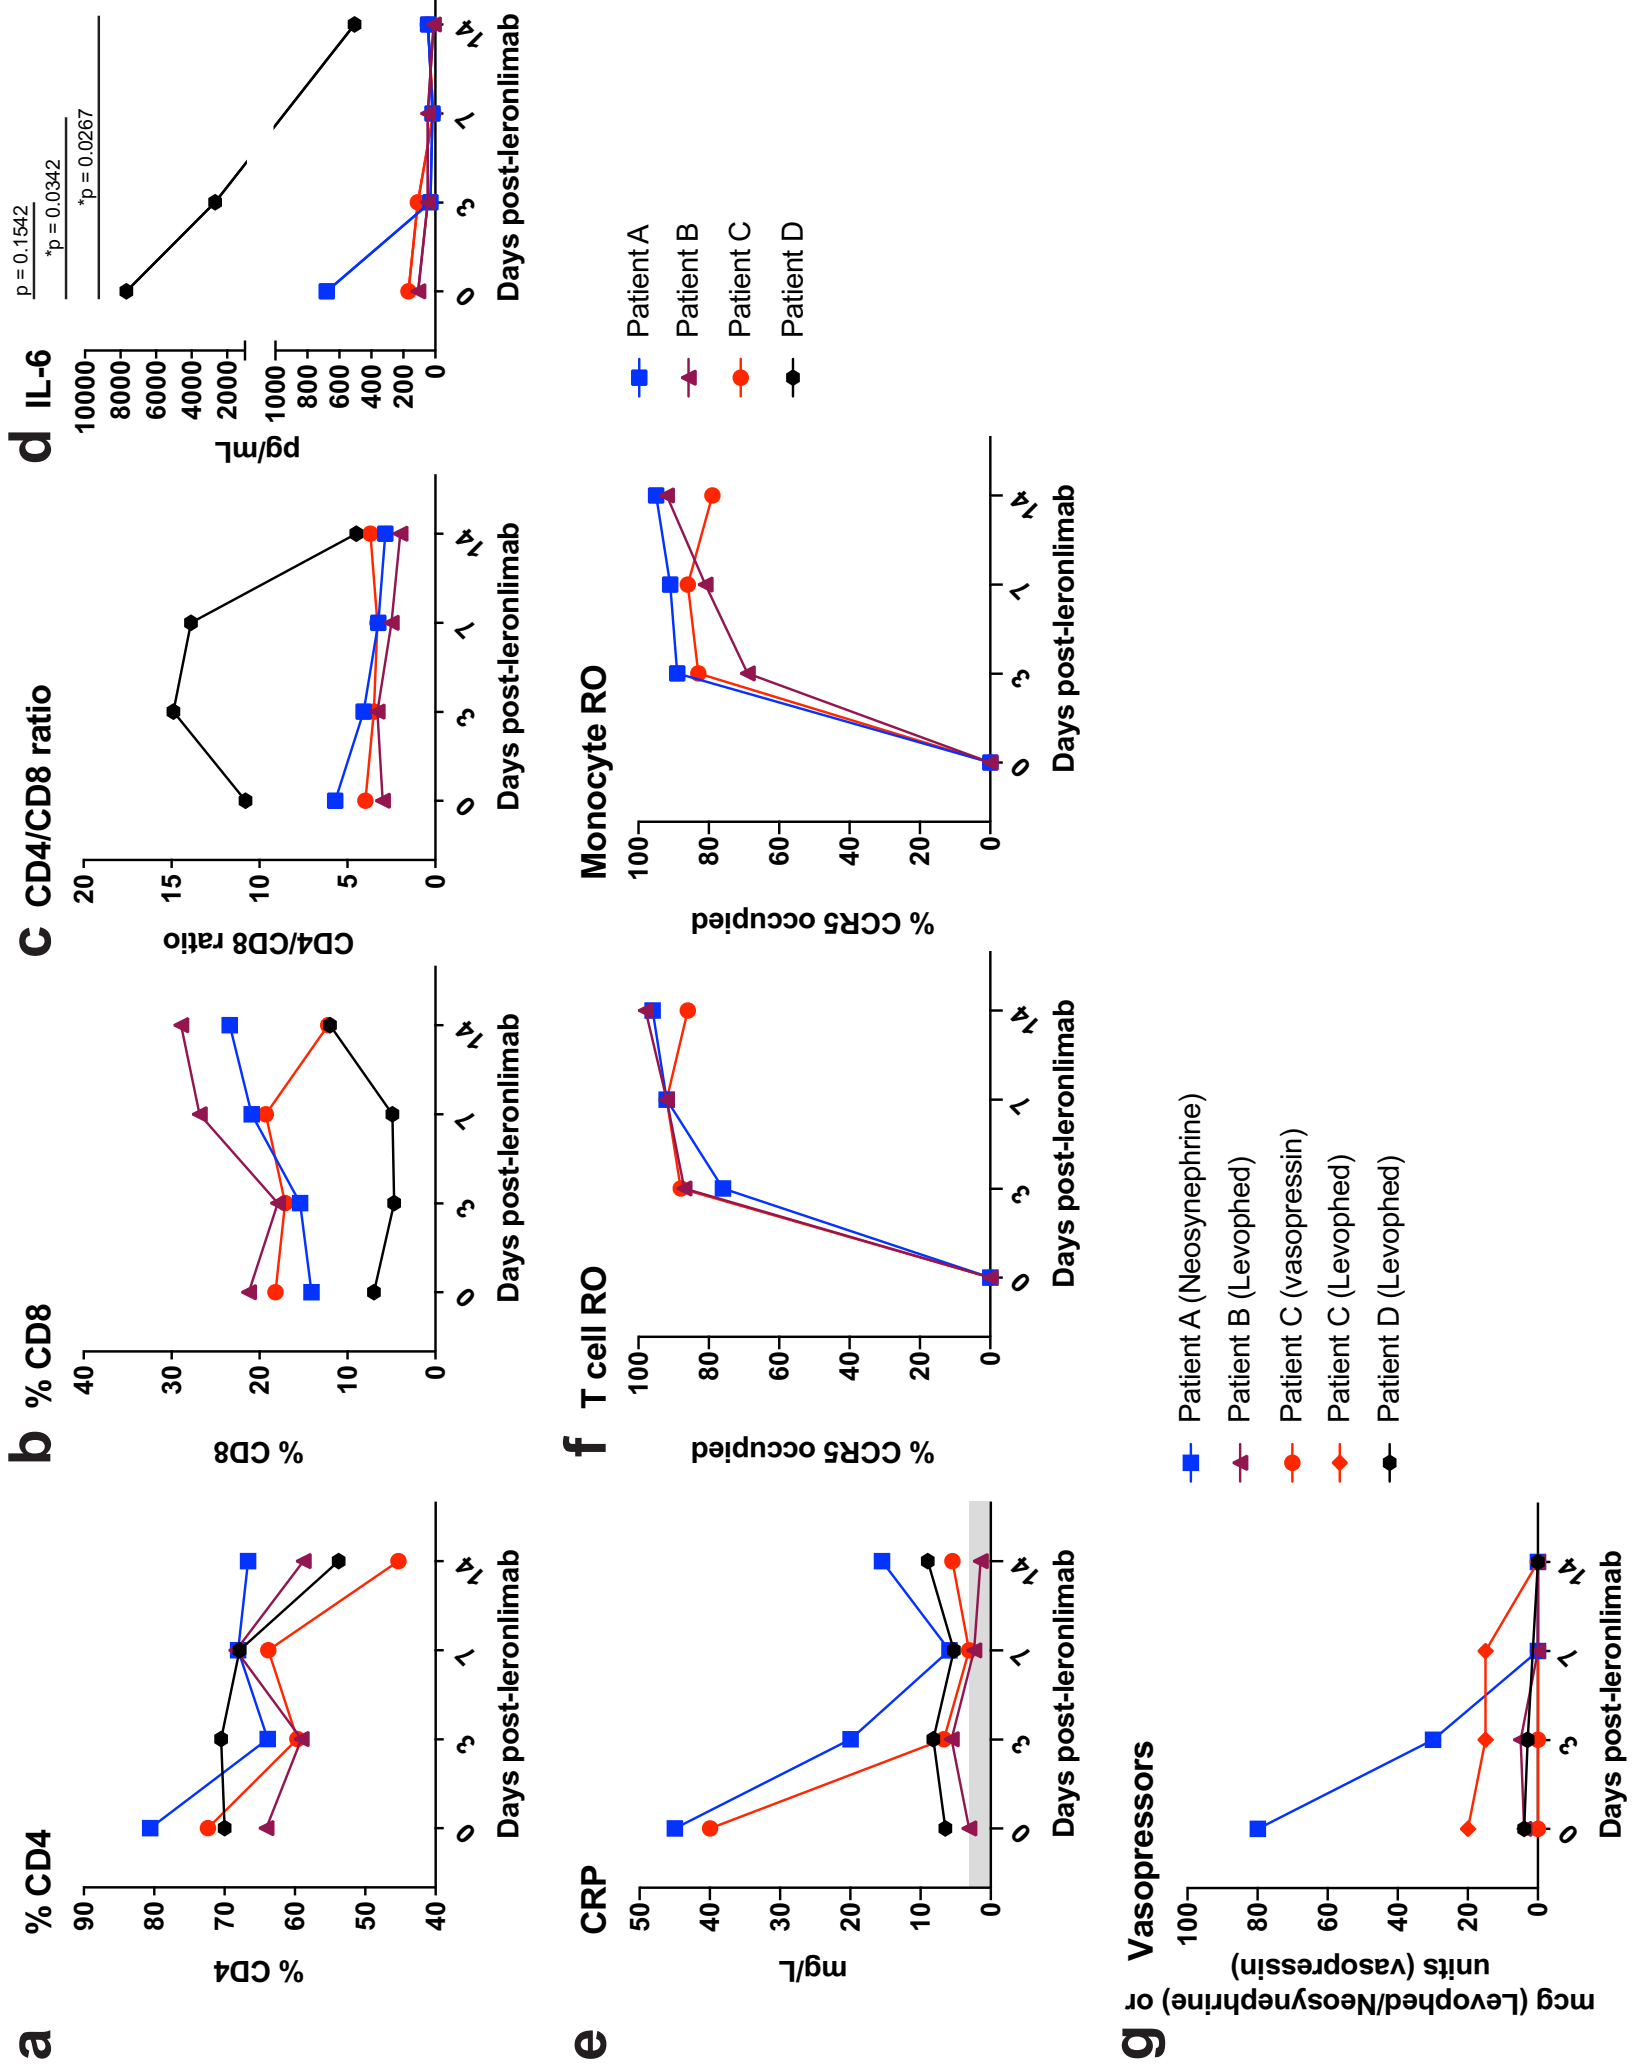 a % CD4
% CD4
90
80
70
60
50
40
0 3 7 14
Days post-leronlimab
b % CD8
% CD8
40
30
20
10
0
0 3 7 14
Days post-leronlimab
c CD4/CD8 ratio
CD4/CD8 ratio
20
15
10
5
0
0 3 7 14
Days post-leronlimab
d IL-6
pg/mL
10000
8000
6000
4000
2000
1000
800
600
400
200
0
p = 0.1542
*p = 0.0342
*p = 0.0267
0 3 7 14
Days post-leronlimab
e CRP
mg/L
50
40
30
20
10
0
0 3 7 14
Days post-leronlimab
f T cell RO
% CCR5 occupied
100
80
60
40
20
0
0 3 7 14
Days post-leronlimab
Monocyte RO
% CCR5 occupied
100
80
60
40
20
0
0 3 7 14
Days post-leronlimab
Patient A
Patient B
Patient C
Patient D
g Vasopressors
mcg (Levophed/Neosynephrine) or
units (vasopressin)
100
80
60
40
20
0
0 3 7 14
Days post-leronlimab
Patient A (Neosynephrine)
Patient B (Levophed)
Patient C (vasopressin)
Patient C (Levophed)
Patient D (Levophed)